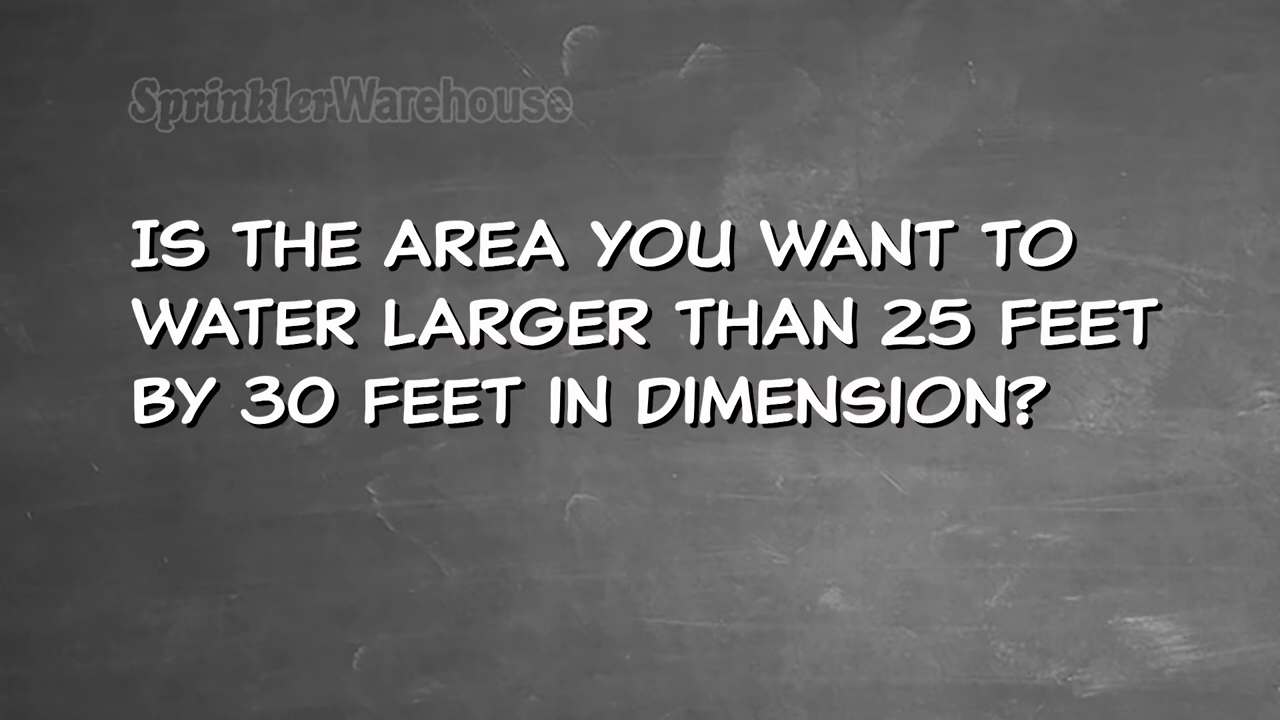 SprinklerWarehouse
IS THE AREA YOU WANT TO
WATER LARGER THAN 25 FEET
BY 30 FEET IN DIMENSION?